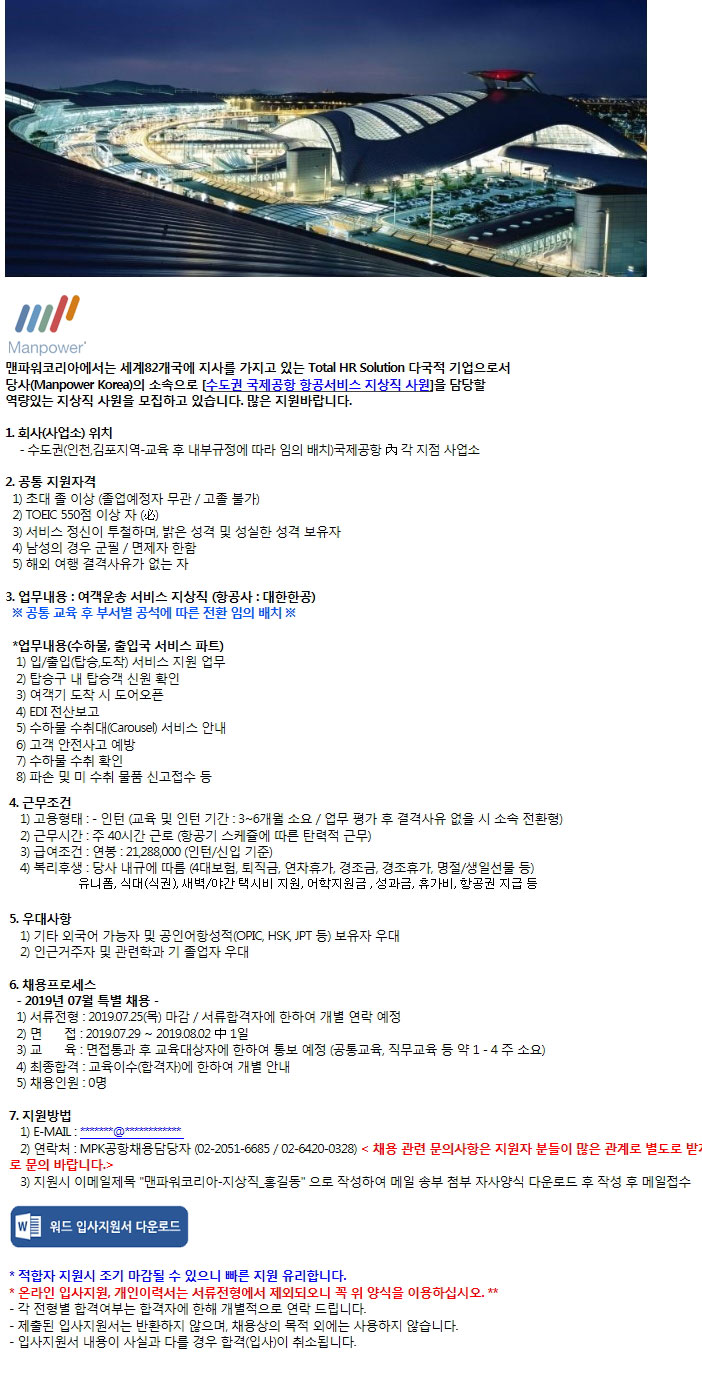 Manpower
맨파워코리아에서는 세계82개국에 지사를 가지고 있는 Total HR Solution 다국적 기업으로서
당사(Manpower Korea)의 소속으로 [수도권 국제공항 항공서비스 지상직 사원]을 담당할
역량있는 지상직 사원을 모집하고 있습니다. 많은 지원바랍니다.
1. 회사(사업소) 위치
- 수도권(인천,김포지역-교육 후 내부규정에 따라 임의 배치)국제공항 內 각 지점 사업소
2. 공통 지원자격
1) 초대 졸 이상 (졸업예정자 무관 / 고졸 불가)
2) TOEIC 550점 이상 자 (必)
3) 서비스 정신이 투철하며, 밝은 성격 및 성실한 성격 보유자
4) 남성의 경우 군필 / 면제자 한함
5) 해외 여행 결격사유가 없는 자
3. 업무내용 : 여객운송 서비스 지상직 (항공사 : 대한한공)
※ 공통 교육 후 부서별 공석에 따른 전환 임의 배치 ※
*업무내용(수하물, 출입국 서비스 파트)
1) 입/출입(탑승,도착) 서비스 지원 업무
2) 탑승구 내 탑승객 신원 확인
3) 여객기 도착 시 도어오픈
4) EDI 전산보고
5) 수하물 수취대(Carousel) 서비스 안내
6) 고객 안전사고 예방
7) 수하물 수취 확인
8) 파손 및 미 수취 물품 신고접수 등
4. 근무조건
1) 고용형태 : - 인턴 (교육 및 인턴 기간 : 3~6개월 소요 / 업무 평가 후 결격사유 없을 시 소속 전환형)
2) 근무시간 : 주 40시간 근로 (항공기 스케쥴에 따른 탄력적 근무)
3) 급여조건 : 연봉 : 21,288,000 (인턴/신입 기준)
4) 복리후생 : 당사 내규에 따름 (4대보험, 퇴직금, 연차휴가, 경조금, 경조휴가, 명절/생일선물 등)
유니폼, 식대(식권), 새벽/야간 택시비 지원, 어학지원금 , 성과금, 휴가비, 항공권 지급 등
5. 우대사항
1) 기타 외국어 가능자 및 공인어항성적(OPIC, HSK, JPT 등) 보유자 우대
2) 인근거주자 및 관련학과 기 졸업자 우대
6. 채용프로세스
- 2019년 07월 특별 채용 -
1) 서류전형 : 2019.07.25(목) 마감 / 서류합격자에 한하여 개별 연락 예정
2) 면 접 : 2019.07.29 ~ 2019.08.02 中 1일
3) 교 육 : 면접통과 후 교육대상자에 한하여 통보 예정 (공통교육, 직무교육 등 약 1 - 4 주 소요)
4) 최종합격 : 교육이수(합격자)에 한하여 개별 안내
5) 채용인원 : 0명
7. 지원방법
1) E-MAIL : *******@************
2) 연락처 : MPK공항채용담당자 (02-2051-6685 / 02-6420-0328) < 채용 관련 문의사항은 지원자 분들이 많은 관계로 별도로 받
로 문의 바랍니다.>
3) 지원시 이메일제목 "맨파워코리아-지상직_홍길동" 으로 작성하여 메일 송부 첨부 자사양식 다운로드 후 작성 후 메일접수
워드 입사지원서 다운로드
* 적합자 지원시 조기 마감될 수 있으니 빠른 지원 유리합니다.
* 온라인 입사지원, 개인이력서는 서류전형에서 제외되오니 꼭 위 양식을 이용하십시오. **
- 각 전형별 합격여부는 합격자에 한해 개별적으로 연락 드립니다.
- 제출된 입사지원서는 반환하지 않으며, 채용상의 목적 외에는 사용하지 않습니다.
- 입사지원서 내용이 사실과 다를 경우 합격(입사)이 취소됩니다.